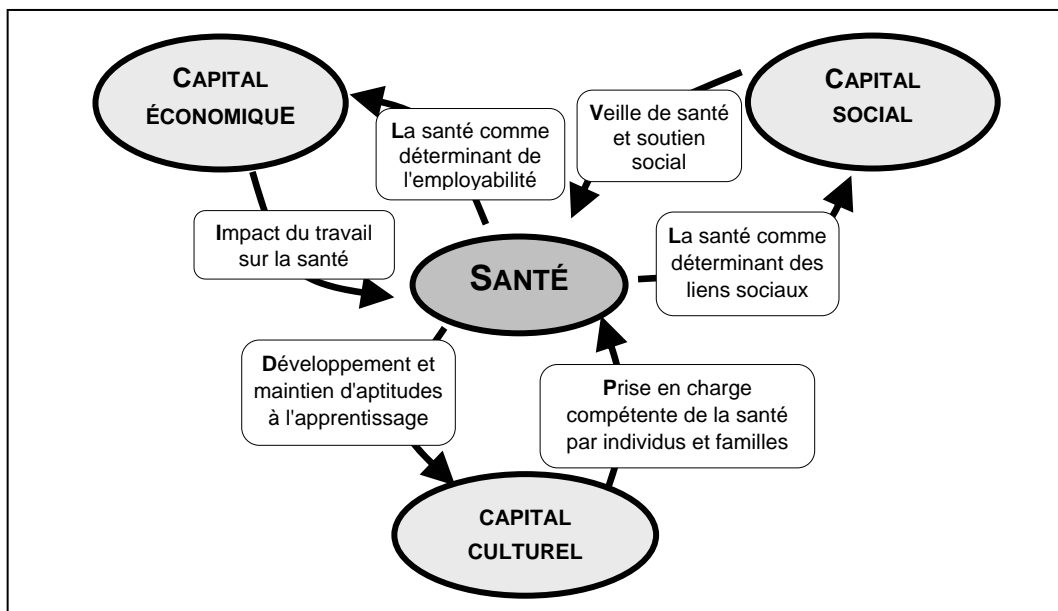 CAPITAL
ÉCONOMIQUE
CAPITAL
SOCIAL
La santé comme
déterminant de
l'employabilité
Veille de santé
et soutien
social
Impact du travail
sur la santé
SANTÉ
La santé comme
déterminant des
liens sociaux
Développement et
maintien d'aptitudes
à l'apprentissage
Prise en charge
compétente de la santé
par individus et familles
CAPITAL
CULTUREL